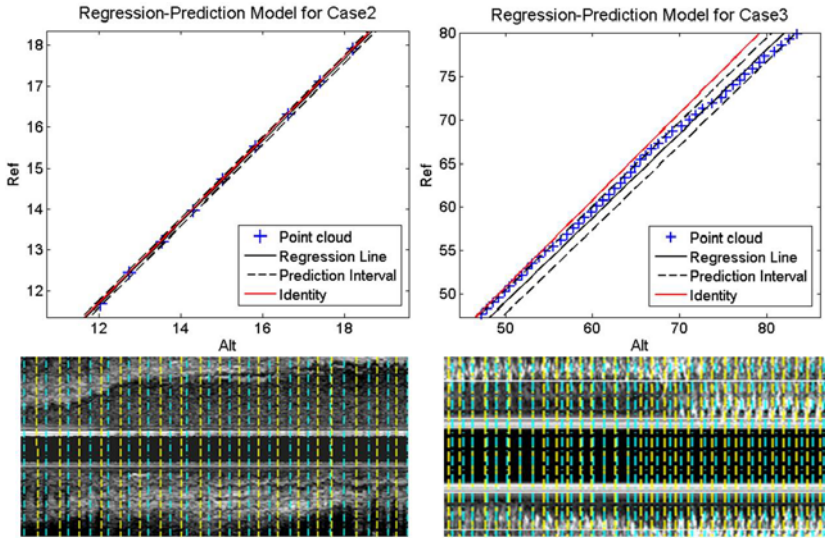 Regression-Prediction Model for Case2
18
17
16
15
14
13
12
Ref
12
14
16
18
Alt
Point cloud
Regression Line
Prediction Interval
Identity
Regression-Prediction Model for Case3
80
75
70
65
60
55
50
Ref
50
60
70
80
Alt
Point cloud
Regression Line
Prediction Interval
Identity